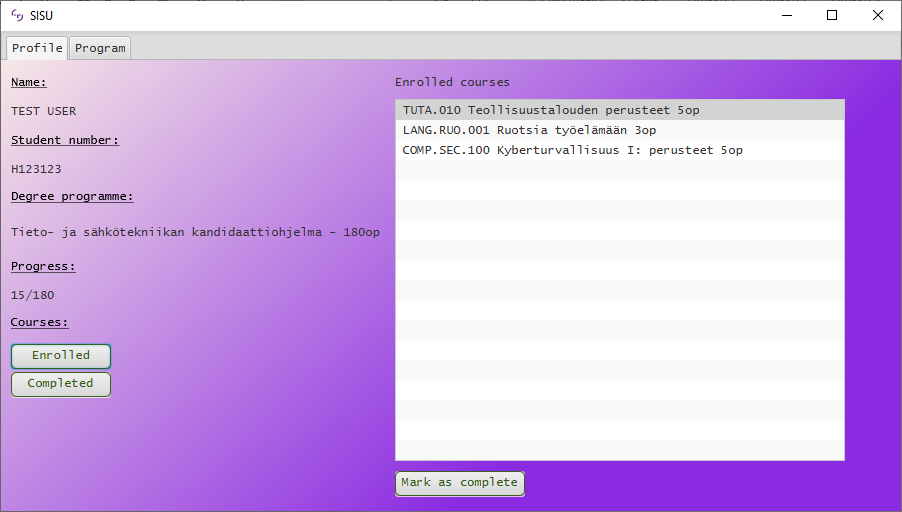 SISU
Profile
Program
Name:
TEST USER
Student number:
H123123
Degree programme:
Tieto- ja sähkötekniikan kandidaattiohjelma - 180op
Progress:
15/180
Courses:
Enrolled
Completed
Enrolled courses
TUTA.010 Teollisuustalouden perusteet 5op
LANG.RUO.001 Ruotsia työelämään 3op
COMP.SEC.100 Kyberturvallisuus I: perusteet 5op
Mark as complete